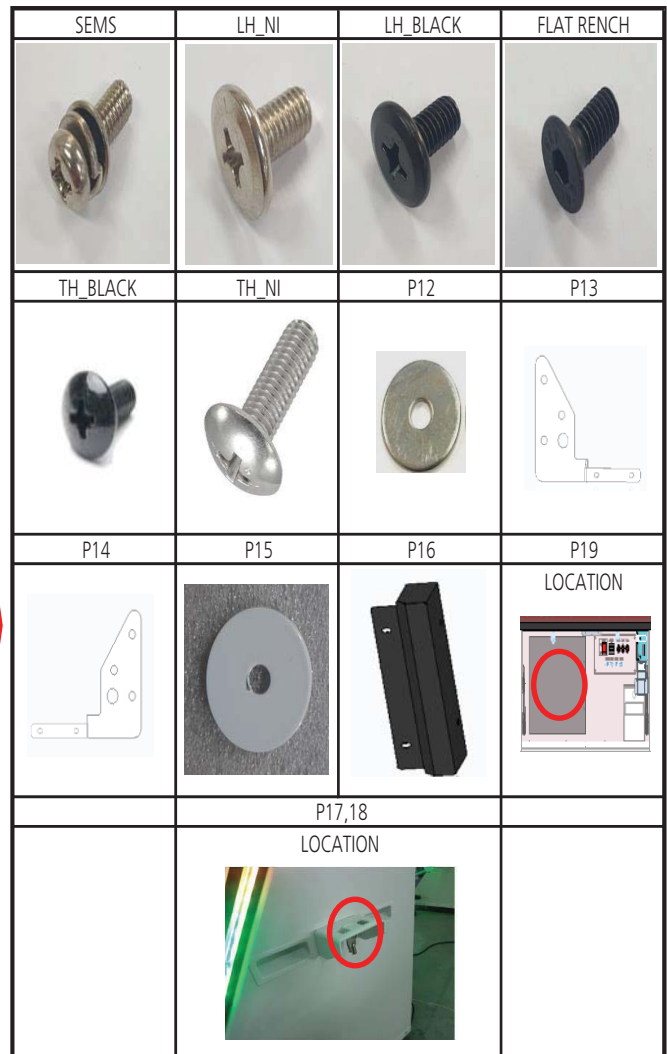 SEMS
LH_NI
LH_BLACK
FLAT RENCH
TH_BLACK
TH_NI
P12
P13
P14
P15
P16
P19
LOCATION
P17,18
LOCATION